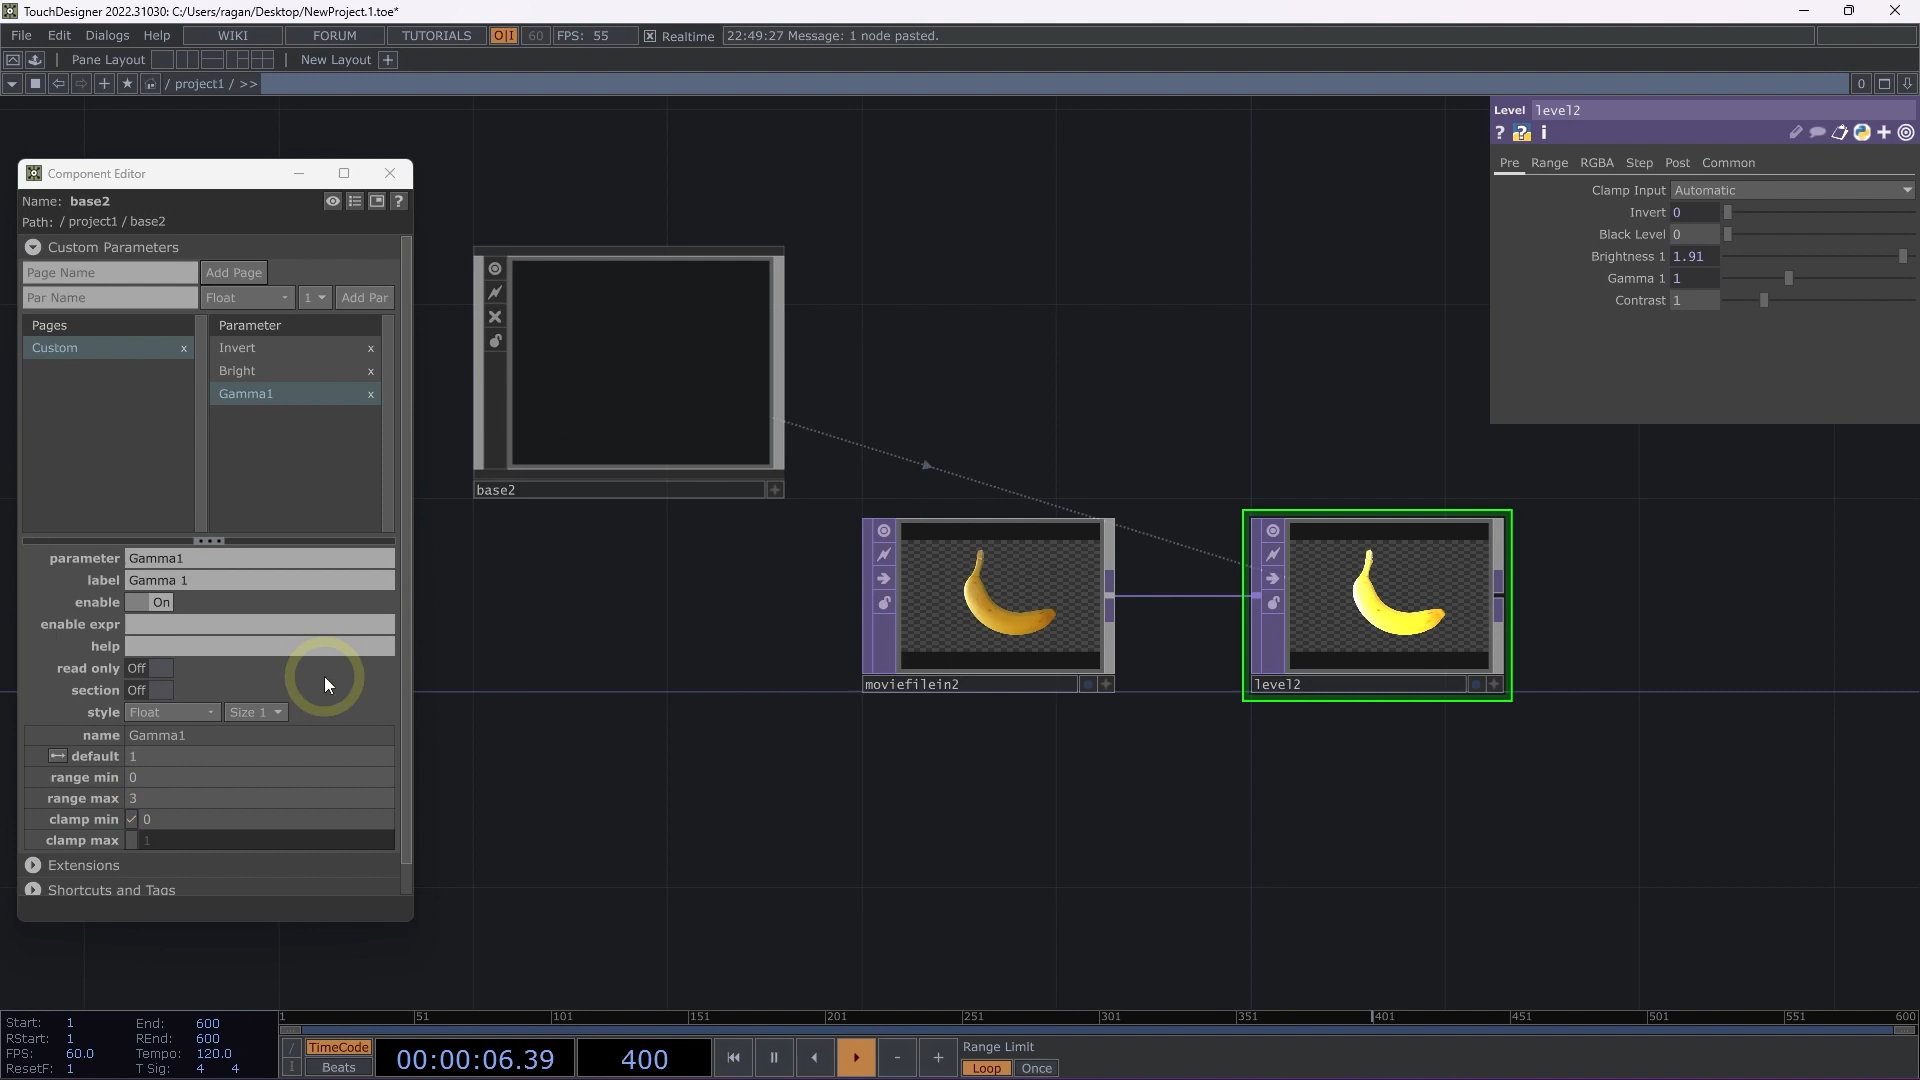 TouchDesigner 2022.31030: C:/Users/ragan/Desktop/NewProject.1.toe*
File Edit Dialogs Help WIKI FORUM TUTORIALS O|I 60 FPS: 55 Realtime 22:49:27 Message: 1 node pasted.
Pane Layout New Layout +
/ project1 / >> 0
Component Editor
Name: base2
Path: / project1 / base2
Custom Parameters
Page Name Add Page
Par Name Float 1 Add Par
Pages Parameter
Custom x Invert x
Bright x
Gamma1 x
parameter Gamma1
label Gamma 1
enable On
enable expr
help
read only Off
section Off
style Float Size 1
name Gamma1
default 1
range min 0
range max 3
clamp min 0
clamp max 1
Extensions
Shortcuts and Tags
base2
moviefilein2
level2
Level level2
? ? i
Pre Range RGBA Step Post Common
Clamp Input Automatic
Invert 0
Black Level 0
Brightness 1 1.91
Gamma 1 1
Contrast 1
1 51 101 151 201 251 301 351 401 451 501 551 600
Start: 1 End: 600
RStart: 1 REnd: 600
FPS: 60.0 Tempo: 120.0
ResetF: 1 T Sig: 4 4
/ I
TimeCode
Beats
00:00:06.39 400 - +
Range Limit
Loop Once